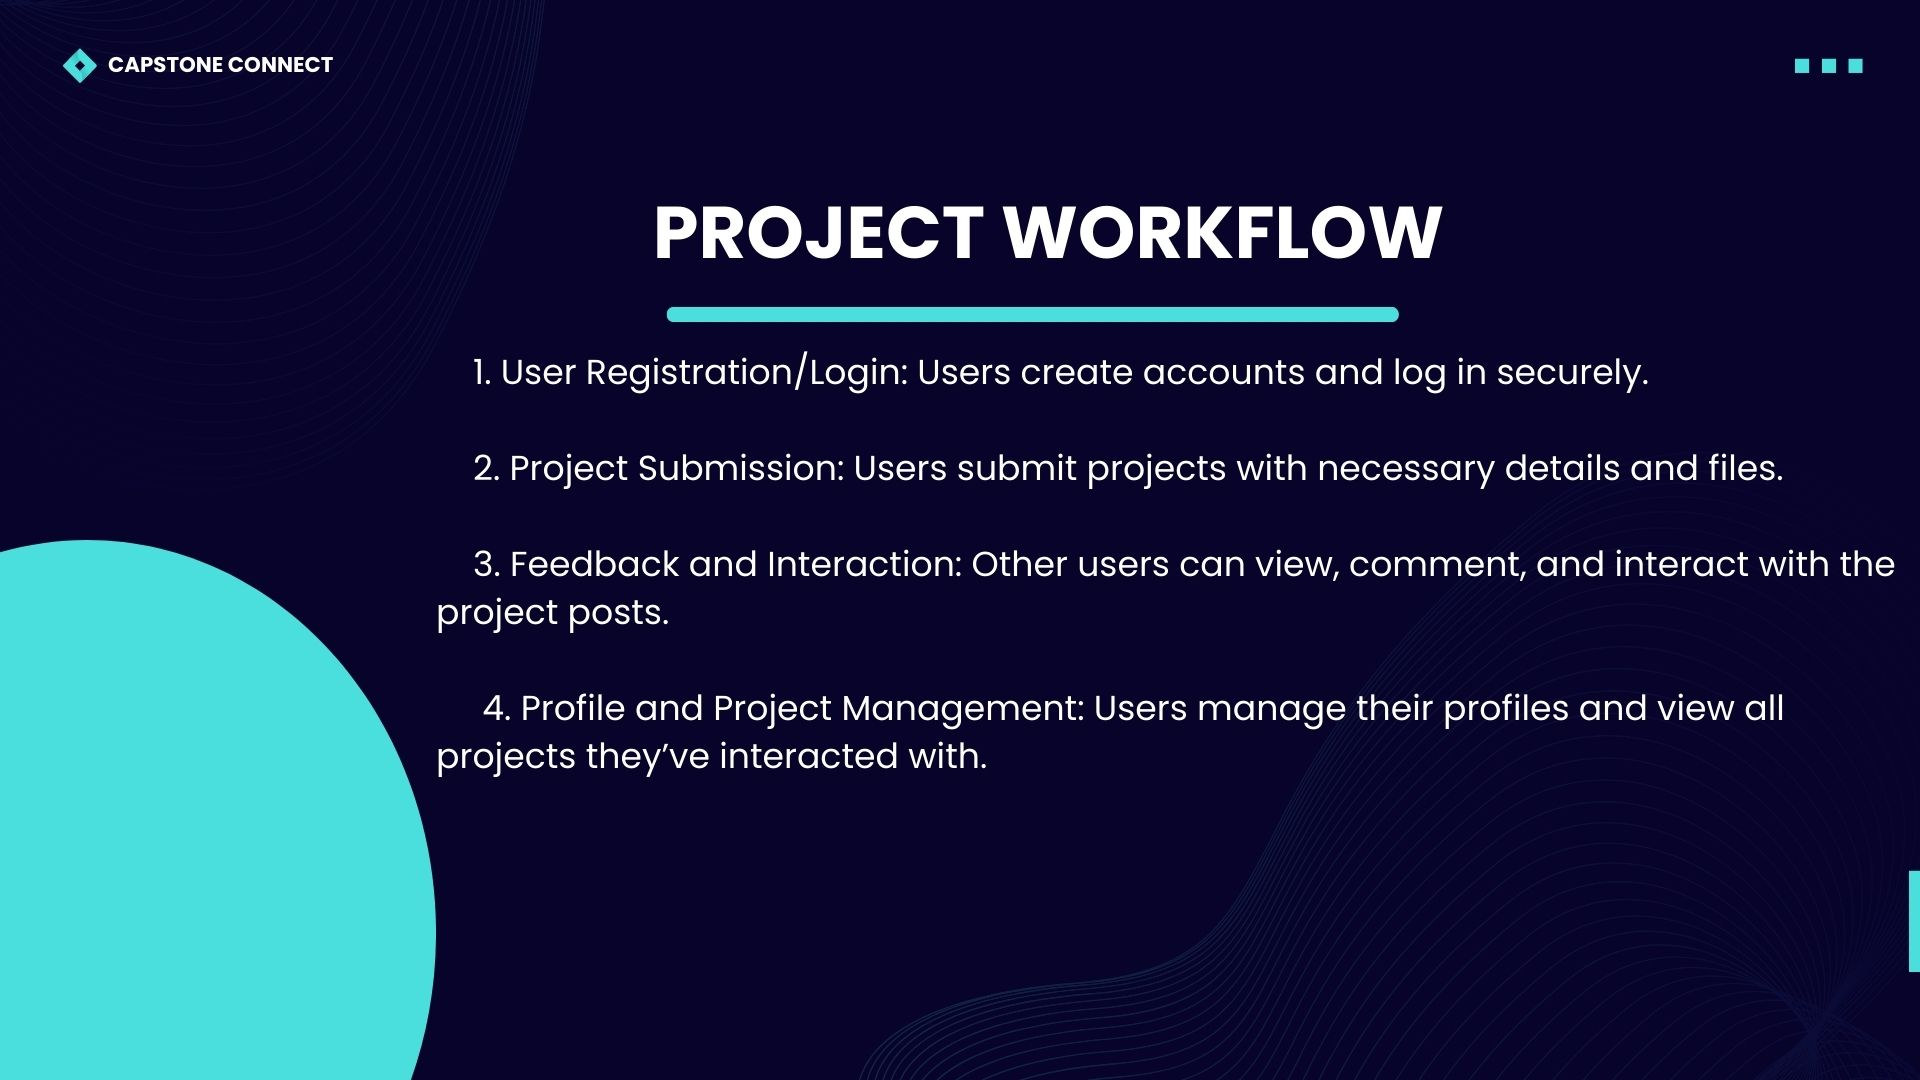 CAPSTONE CONNECT
PROJECT WORKFLOW
1. User Registration/Login: Users create accounts and log in securely.
2. Project Submission: Users submit projects with necessary details and files.
3. Feedback and Interaction: Other users can view, comment, and interact with the
project posts.
4. Profile and Project Management: Users manage their profiles and view all
projects they’ve interacted with.